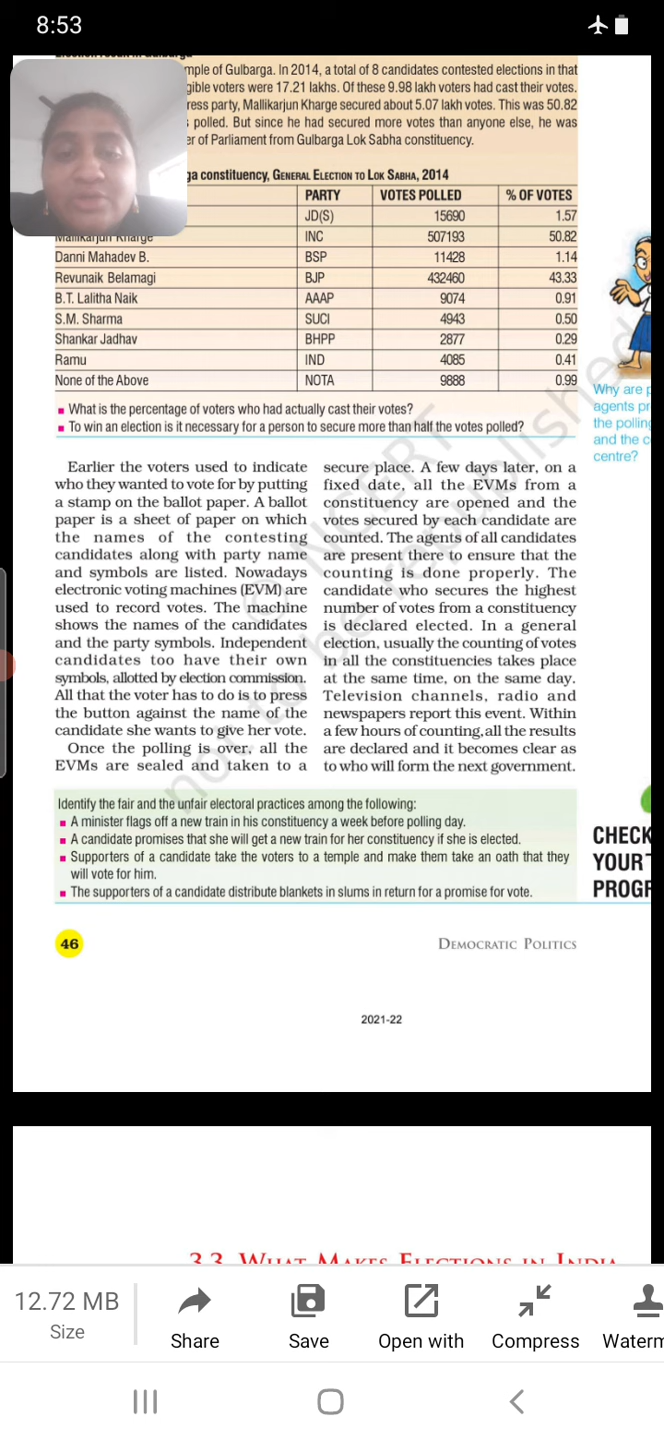 8:53
mple of Gulbarga. In 2014, a total of 8 candidates contested elections in that
gible voters were 17.21 lakhs. Of these 9.98 lakh voters had cast their votes.
ress party, Mallikarjun Kharge secured about 5.07 lakh votes. This was 50.82
polled. But since he had secured more votes than anyone else, he was
er of Parliament from Gulbarga Lok Sabha constituency.
ga constituency, GENERAL ELECTION TO LOK SABHA, 2014
PARTY VOTES POLLED % OF VOTES
JD(S) 15690 1.57
Mallikarjun Kharge INC 507193 50.82
Danni Mahadev B. BSP 11428 1.14
Revunaik Belamagi BJP 432460 43.33
B.T. Lalitha Naik AAAP 9074 0.91
S.M. Sharma SUCI 4943 0.50
Shankar Jadhav BHPP 2877 0.29
Ramu IND 4085 0.41
None of the Above NOTA 9888 0.99
What is the percentage of voters who had actually cast their votes?
To win an election is it necessary for a person to secure more than half the votes polled?
Why are p
agents pr
the pollin
and the c
centre?
Earlier the voters used to indicate
who they wanted to vote for by putting
a stamp on the ballot paper. A ballot
paper is a sheet of paper on which
the names of the contesting
candidates along with party name
and symbols are listed. Nowadays
electronic voting machines (EVM) are
used to record votes. The machine
shows the names of the candidates
and the party symbols. Independent
candidates too have their own
symbols, allotted by election commission.
All that the voter has to do is to press
the button against the name of the
candidate she wants to give her vote.
Once the polling is over, all the
EVMs are sealed and taken to a
secure place. A few days later, on a
fixed date, all the EVMs from a
constituency are opened and the
votes secured by each candidate are
counted. The agents of all candidates
are present there to ensure that the
counting is done properly. The
candidate who secures the highest
number of votes from a constituency
is declared elected. In a general
election, usually the counting of votes
in all the constituencies takes place
at the same time, on the same day.
Television channels, radio and
newspapers report this event. Within
a few hours of counting, all the results
are declared and it becomes clear as
to who will form the next government.
© NCERT
not to be republished
Identify the fair and the unfair electoral practices among the following:
A minister flags off a new train in his constituency a week before polling day.
A candidate promises that she will get a new train for her constituency if she is elected.
Supporters of a candidate take the voters to a temple and make them take an oath that they
will vote for him.
The supporters of a candidate distribute blankets in slums in return for a promise for vote.
CHECK
YOUR
PROGR
46
DEMOCRATIC POLITICS
2021-22
3.3 WHAT MAKES ELECTIONS IN INDIA
12.72 MB
Size
Share
Save
Open with
Compress
Waterm